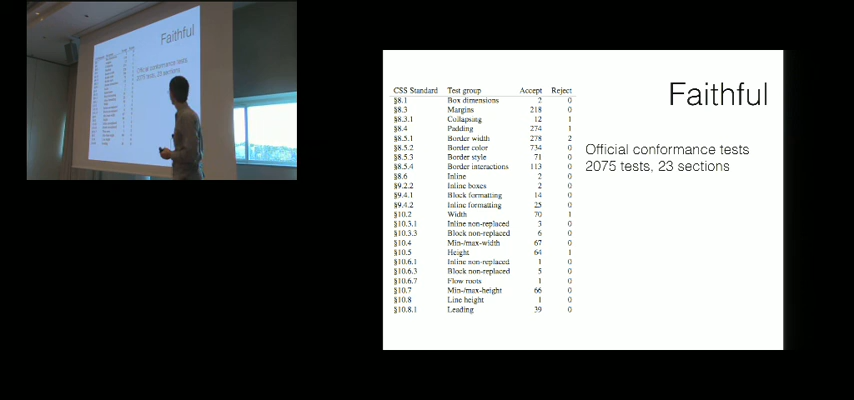 Faithful
Official conformance tests
2075 tests, 23 sections
CSS Standard Test group Accept Reject
§8.1 Box dimensions 2 0
§8.3 Margins 218 0
§8.3.1 Collapsing 12 1
§8.4 Padding 274 1
§8.5.1 Border width 278 2
§8.5.2 Border color 734 0
§8.5.3 Border style 71 0
§8.5.4 Border interactions 113 0
§8.6 Inline 2 0
§9.2.2 Inline boxes 2 0
§9.4.1 Block formatting 14 0
§9.4.2 Inline formatting 25 0
§10.2 Width 70 1
§10.3.1 Inline non-replaced 3 0
§10.3.3 Block non-replaced 6 0
§10.4 Min-/max-width 67 0
§10.5 Height 64 1
§10.6.1 Inline non-replaced 1 0
§10.6.3 Block non-replaced 5 0
§10.6.7 Flow roots 1 0
§10.7 Min-/max-height 66 0
§10.8 Line height 1 0
§10.8.1 Leading 39 0
Faithful
Official conformance tests
2075 tests, 23 sections